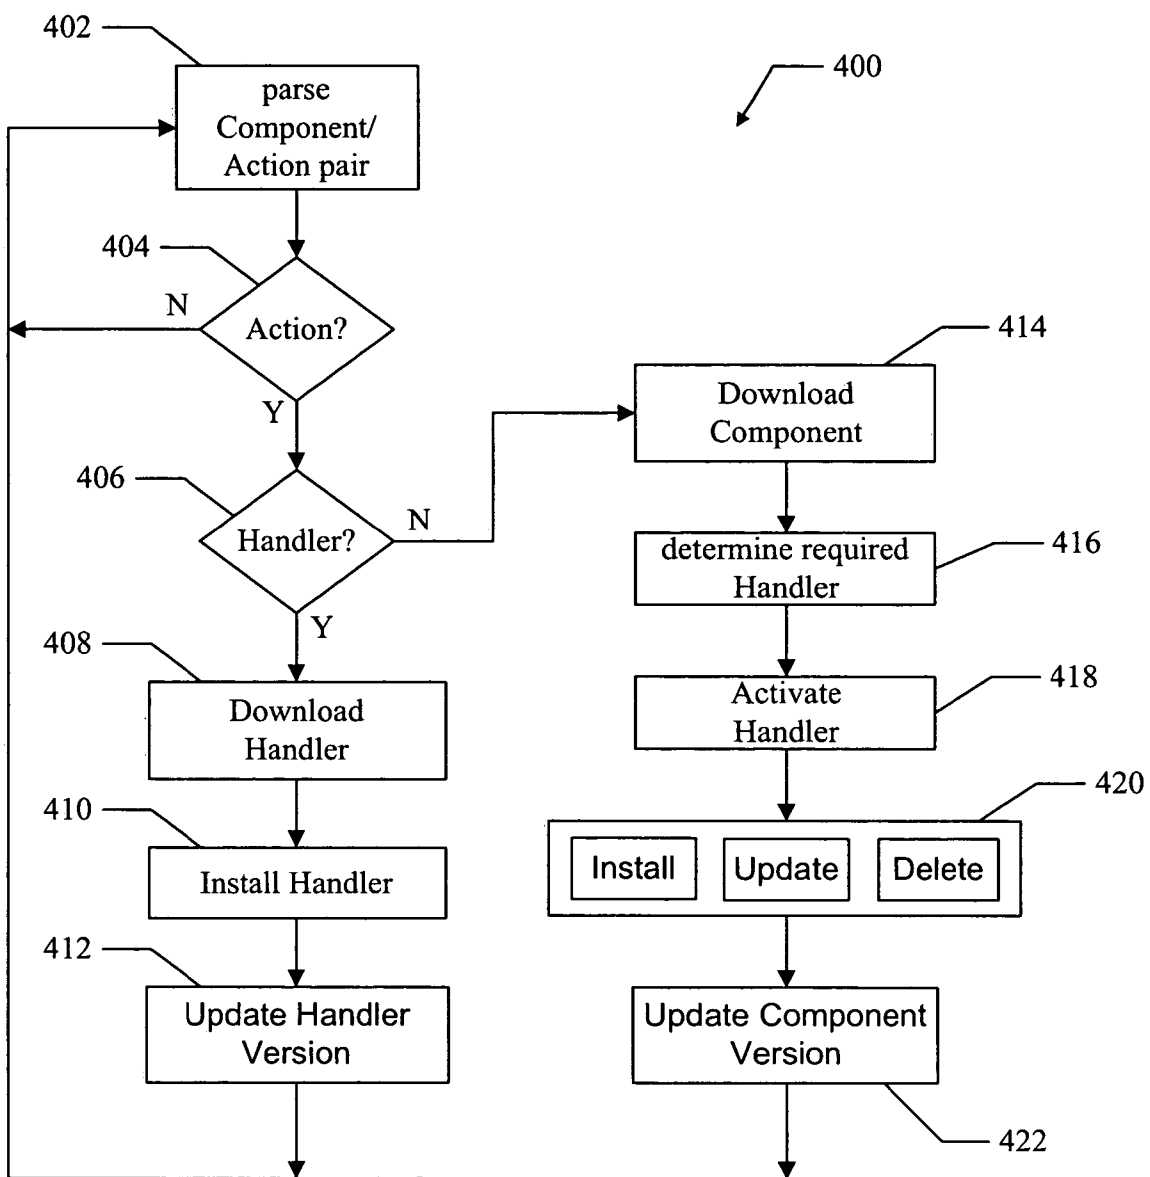 402
parse
Component/
Action pair
400
404
N
Action?
Y
414
Download
Component
406
Handler?
N
416
determine required
Handler
Y
408
Download
Handler
418
Activate
Handler
420
410
Install Handler
Install Update Delete
412
Update Handler
Version
Update Component
Version
422